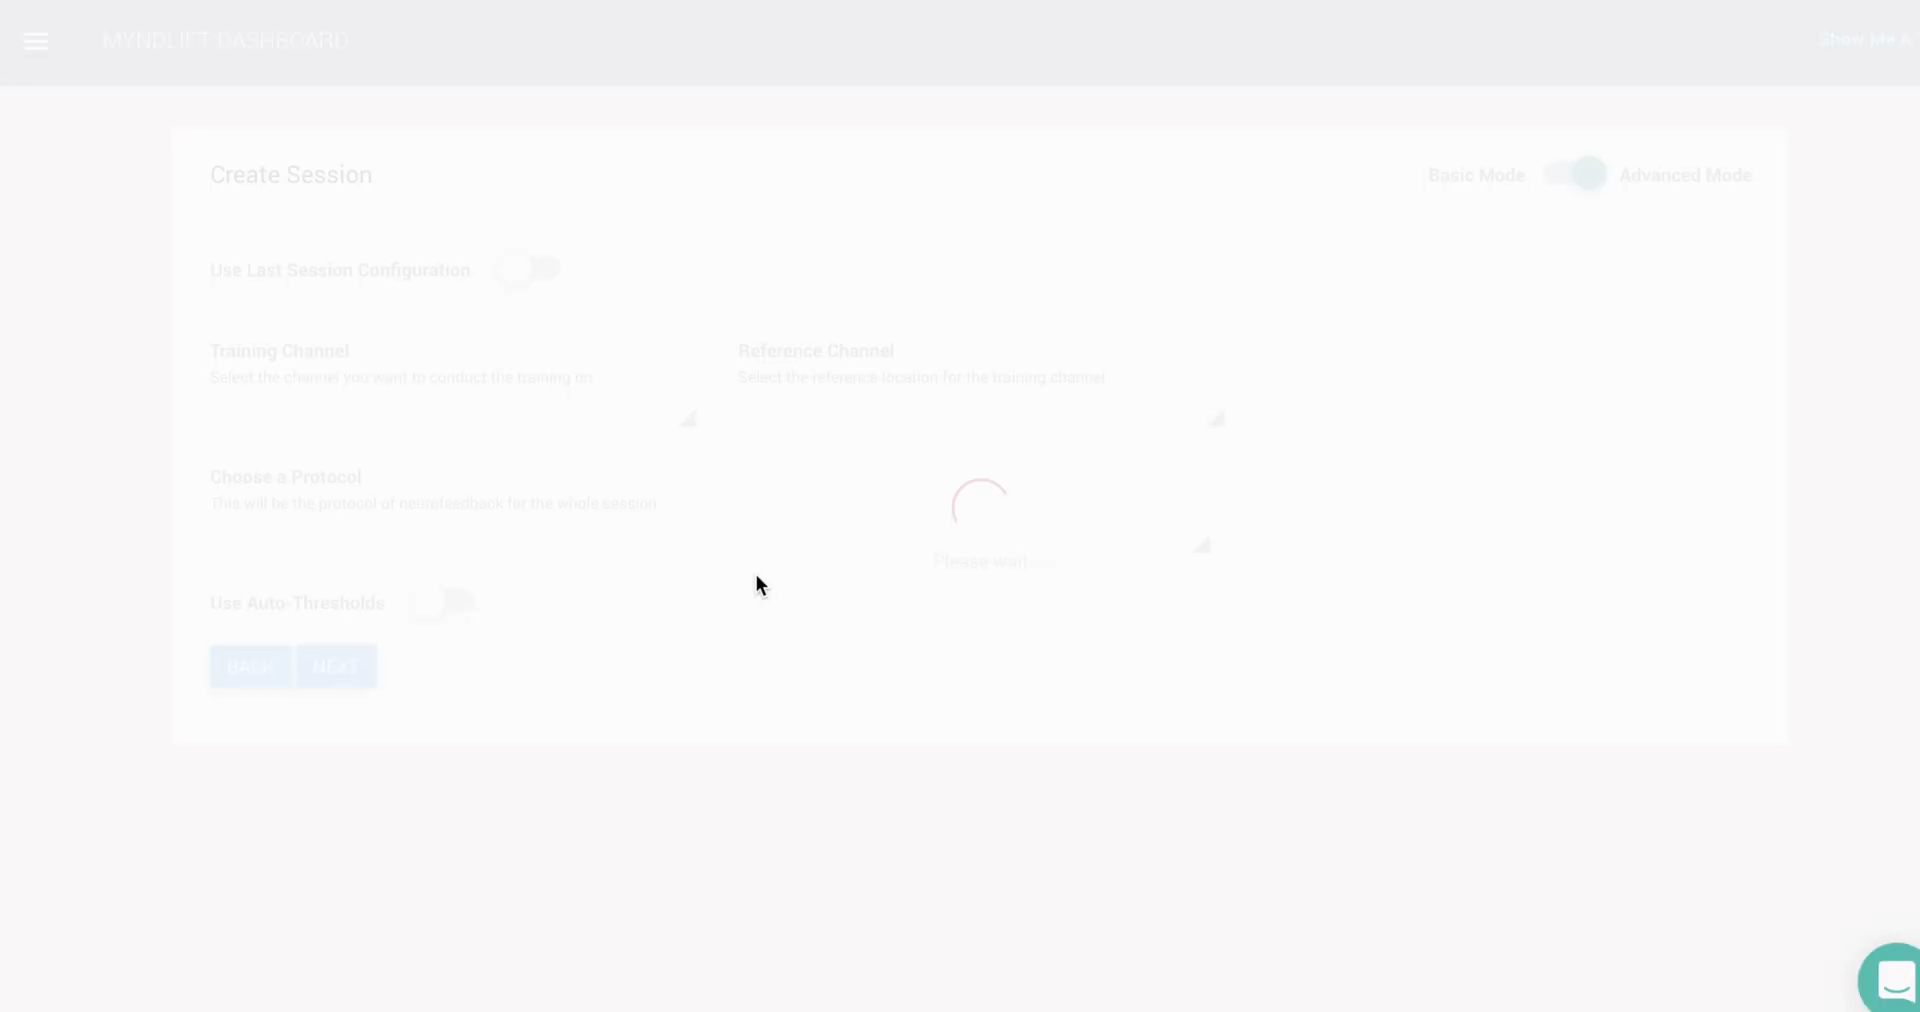 MYNDLIFT DASHBOARD
Show Me A
Create Session
Basic Mode Advanced Mode
Use Last Session Configuration
Training Channel
Select the channel you want to conduct the training on
Reference Channel
Select the reference location for the training channel
Choose a Protocol
This will be the protocol of neurofeedback for the whole session
Please wait ...
Use Auto-Thresholds
BACK NEXT